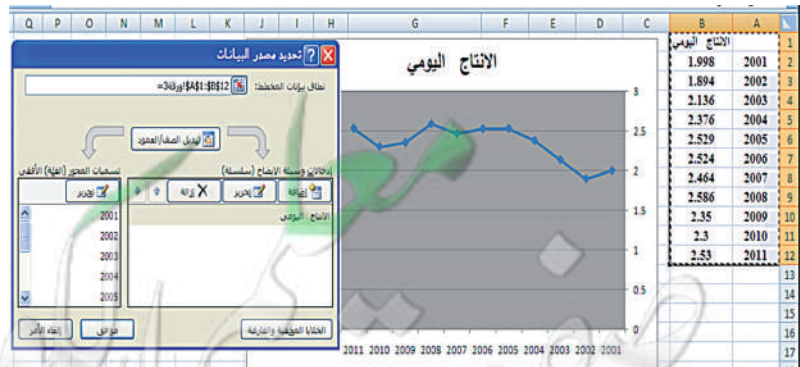 Q P O N M L K J I H G F E D C B A
الانتاج اليومي 1
1.998 2001 2
1.894 2002 3
2.136 2003 4
2.376 2004 5
2.529 2005 6
2.524 2006 7
2.464 2007 8
2.586 2008 9
2.35 2009 10
2.3 2010 11
2.53 2011 12
13
14
15
16
17
الانتاج اليومي
3
2.5
2
1.5
1
0.5
0
2011 2010 2009 2008 2007 2006 2005 2004 2003 2002 2001
تحديد مصدر البيانات
نطاق بيانات المخطط:
=ورقة3!$A$1:$B$12
تبديل الصف/العمود
إدخالات وسيلة الإيضاح (سلسلة)
إضافة تحرير إزالة
الانتاج اليومي
تسميات المحور (الفئة) الأفقي
تحرير
2001
2002
2003
2004
2005
الخلايا المخفية والفارغة
موافق إلغاء الأمر